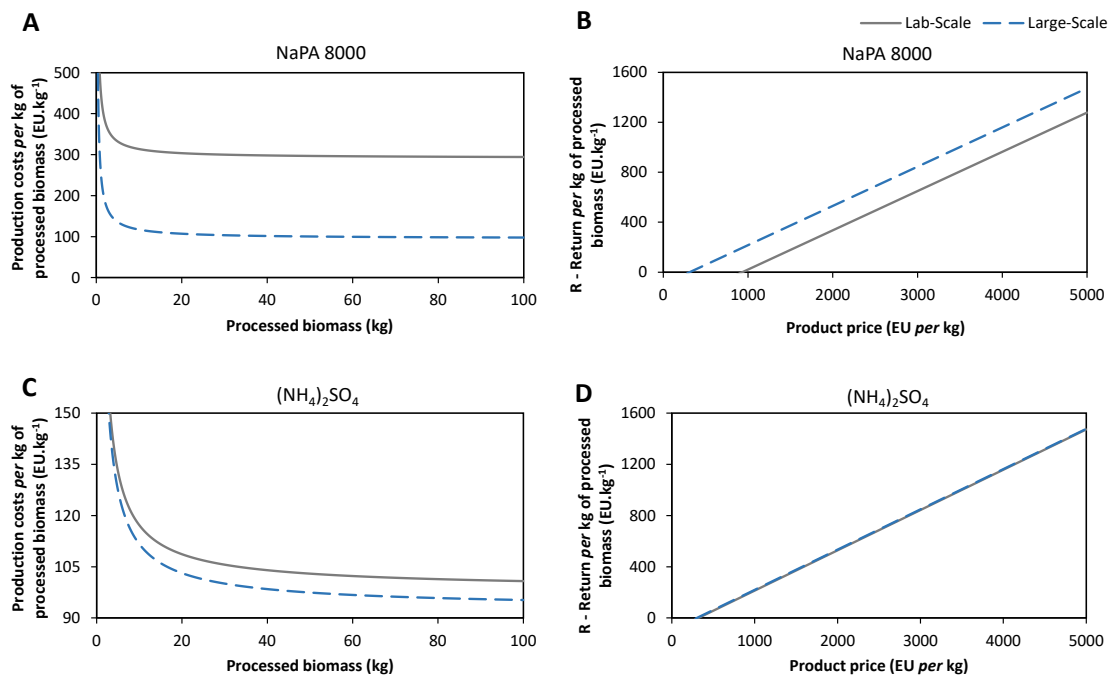 A
B
Lab-Scale
Large-Scale
NaPA 8000
Production costs per kg of
processed biomass (EU.kg⁻¹)
500
400
300
200
100
0
0
20
40
60
80
100
Processed biomass (kg)
NaPA 8000
R - Return per kg of processed
biomass (EU.kg⁻¹)
1600
1200
800
400
0
0
1000
2000
3000
4000
5000
Product price (EU per kg)
C
(NH₄)₂SO₄
Production costs per kg of
processed biomass (EU.kg⁻¹)
150
135
120
105
90
0
20
40
60
80
100
Processed biomass (kg)
D
(NH₄)₂SO₄
R - Return per kg of processed
biomass (EU.kg⁻¹)
1600
1200
800
400
0
0
1000
2000
3000
4000
5000
Product price (EU per kg)